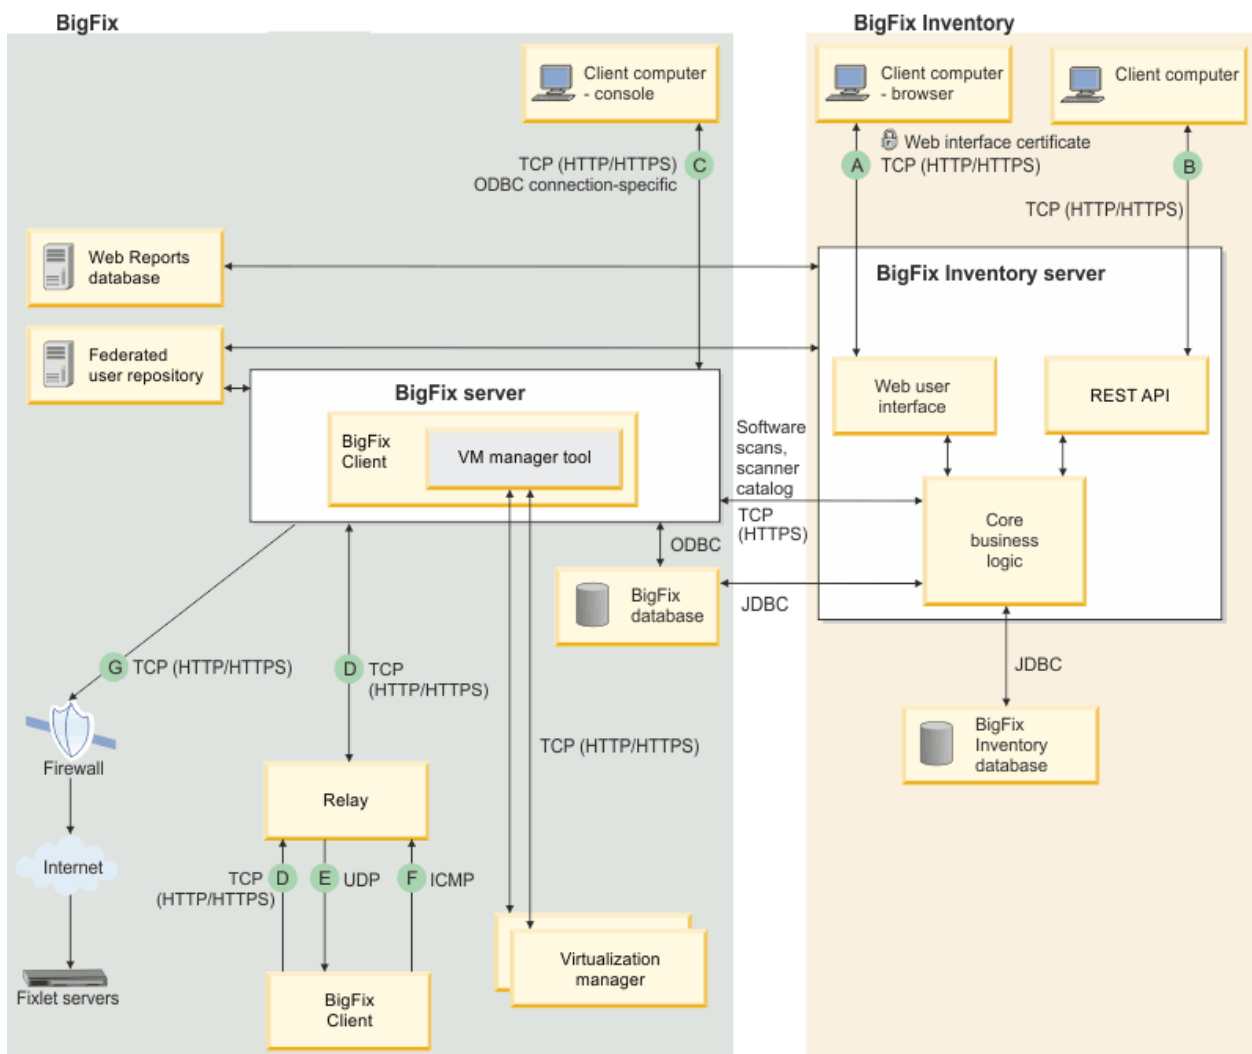 BigFix
BigFix Inventory
Client computer
- console
Client computer
- browser
Client computer
Web interface certificate
TCP (HTTP/HTTPS)
ODBC connection-specific
C
A
TCP (HTTP/HTTPS)
B
TCP (HTTP/HTTPS)
Web Reports
database
BigFix Inventory server
Federated
user repository
BigFix server
Web user
interface
REST API
BigFix
Client
VM manager tool
Software
scans,
scanner
catalog
TCP
(HTTPS)
Core
business
logic
ODBC
BigFix
database
JDBC
G
TCP (HTTP/HTTPS)
D
TCP
(HTTP/HTTPS)
JDBC
TCP (HTTP/HTTPS)
BigFix
Inventory
database
Firewall
Relay
Internet
TCP
(HTTP/HTTPS)
D
E
UDP
F
ICMP
Virtualization
manager
Fixlet servers
BigFix
Client